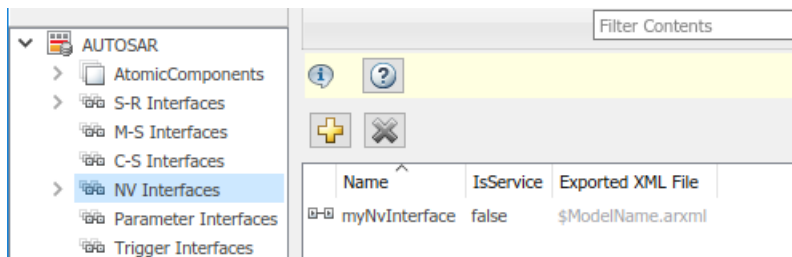 AUTOSAR
AtomicComponents
S-R Interfaces
M-S Interfaces
C-S Interfaces
NV Interfaces
Parameter Interfaces
Trigger Interfaces
Filter Contents
Name IsService Exported XML File
myNvInterface false $ModelName.arxml